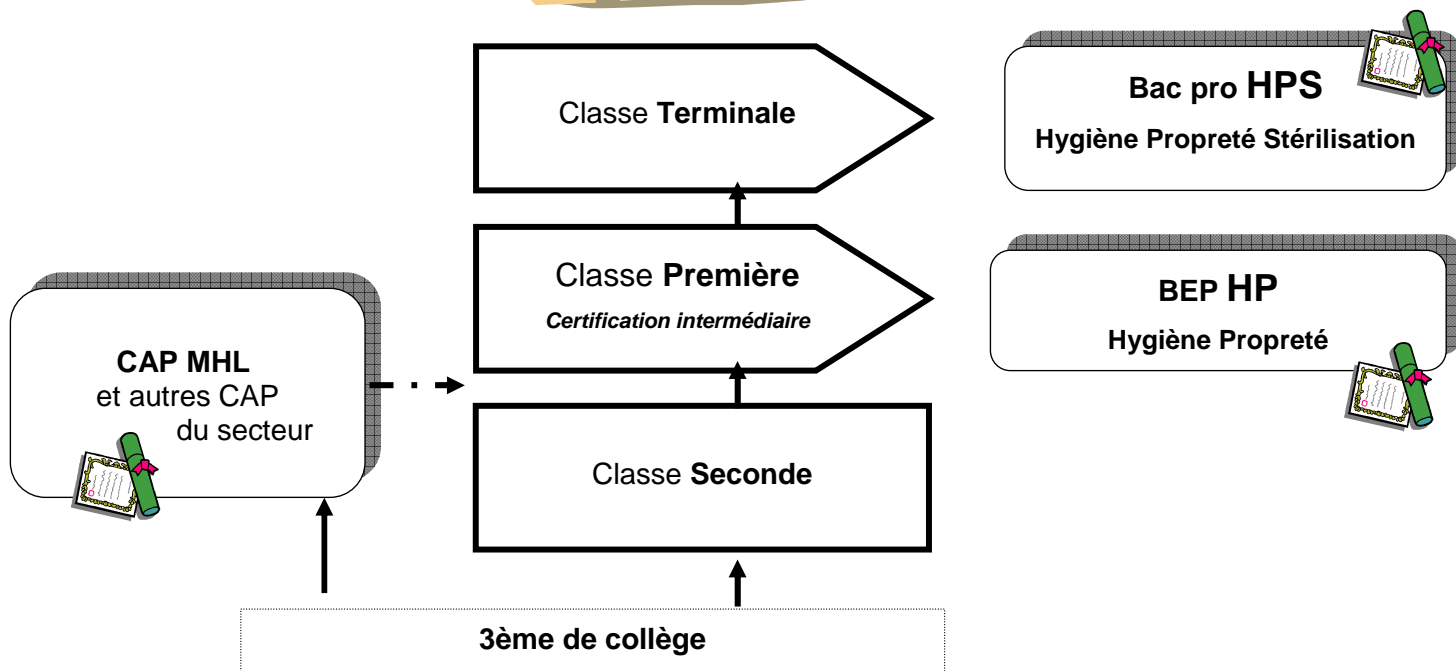 Classe Terminale
Bac pro HPS
Hygiène Propreté Stérilisation
Classe Première
Certification intermédiaire
BEP HP
Hygiène Propreté
CAP MHL
et autres CAP
du secteur
Classe Seconde
3ème de collège